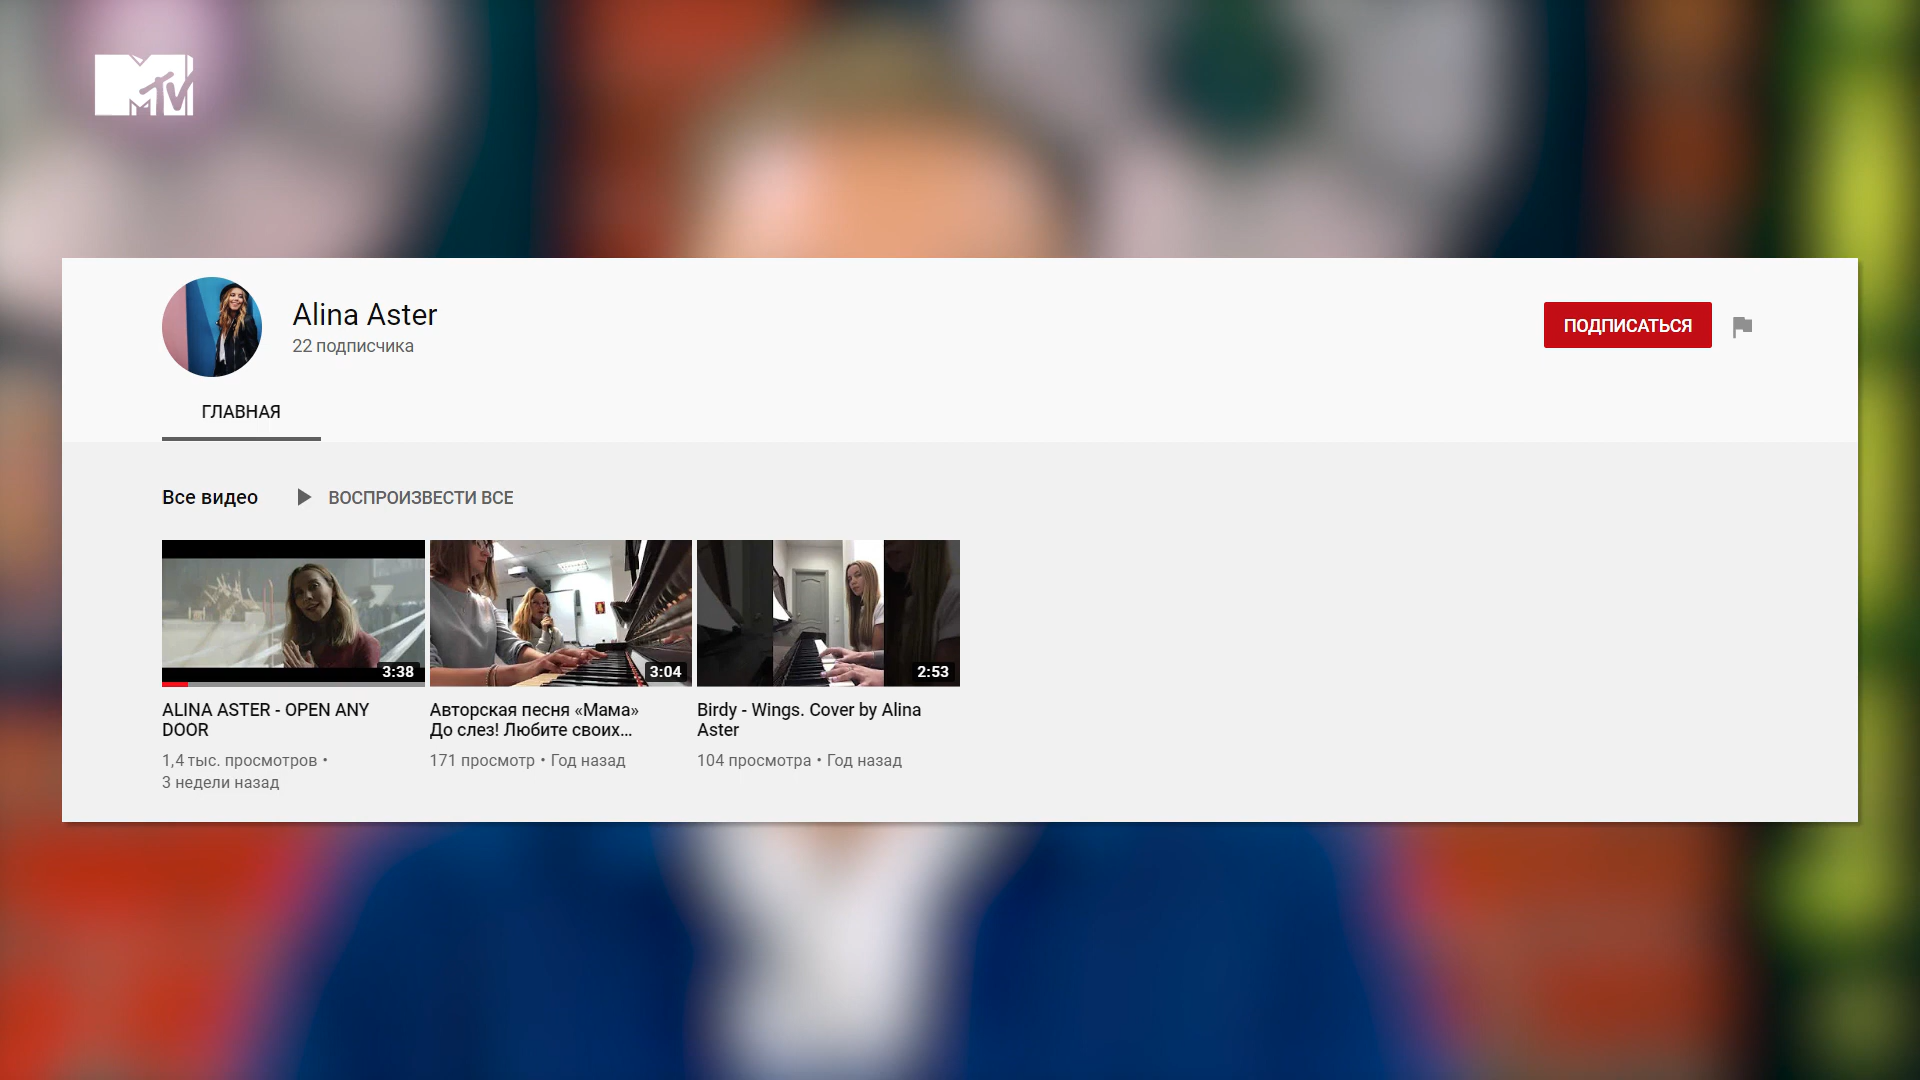 MTV
Alina Aster
22 подписчика
ПОДПИСАТЬСЯ
ГЛАВНАЯ
Все видео
ВОСПРОИЗВЕСТИ ВСЕ
3:38
3:04
2:53
ALINA ASTER - OPEN ANY
DOOR
1,4 тыс. просмотров •
3 недели назад
Авторская песня «Мама»
До слез! Любите своих...
171 просмотр • Год назад
Birdy - Wings. Cover by Alina
Aster
104 просмотра • Год назад